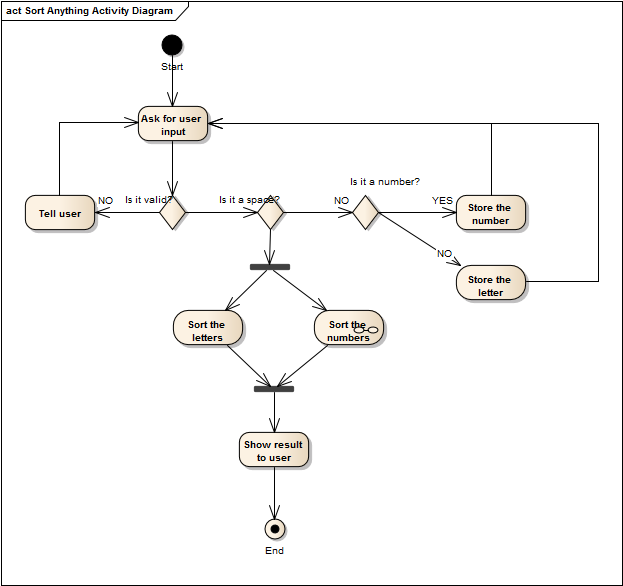 act Sort Anything Activity Diagram
Start
Ask for user
input
Is it a number?
NO
Is it valid?
Is it a space?
NO
YES
Tell user
Store the
number
NO
Store the
letter
Sort the
letters
Sort the
numbers
Show result
to user
End